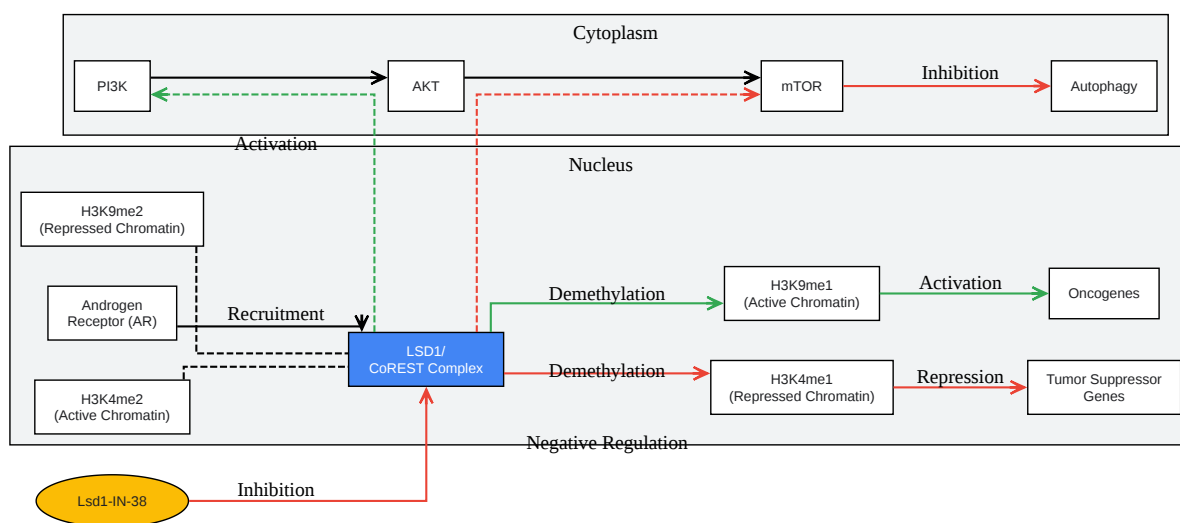 Cytoplasm
PI3K
AKT
mTOR
Inhibition
Autophagy
Activation
Nucleus
H3K9me2
(Repressed Chromatin)
Androgen
Receptor (AR)
Recruitment
H3K4me2
(Active Chromatin)
LSD1/
CoREST Complex
Demethylation
H3K9me1
(Active Chromatin)
Activation
Oncogenes
Demethylation
H3K4me1
(Repressed Chromatin)
Repression
Tumor Suppressor
Genes
Negative Regulation
Lsd1-IN-38
Inhibition